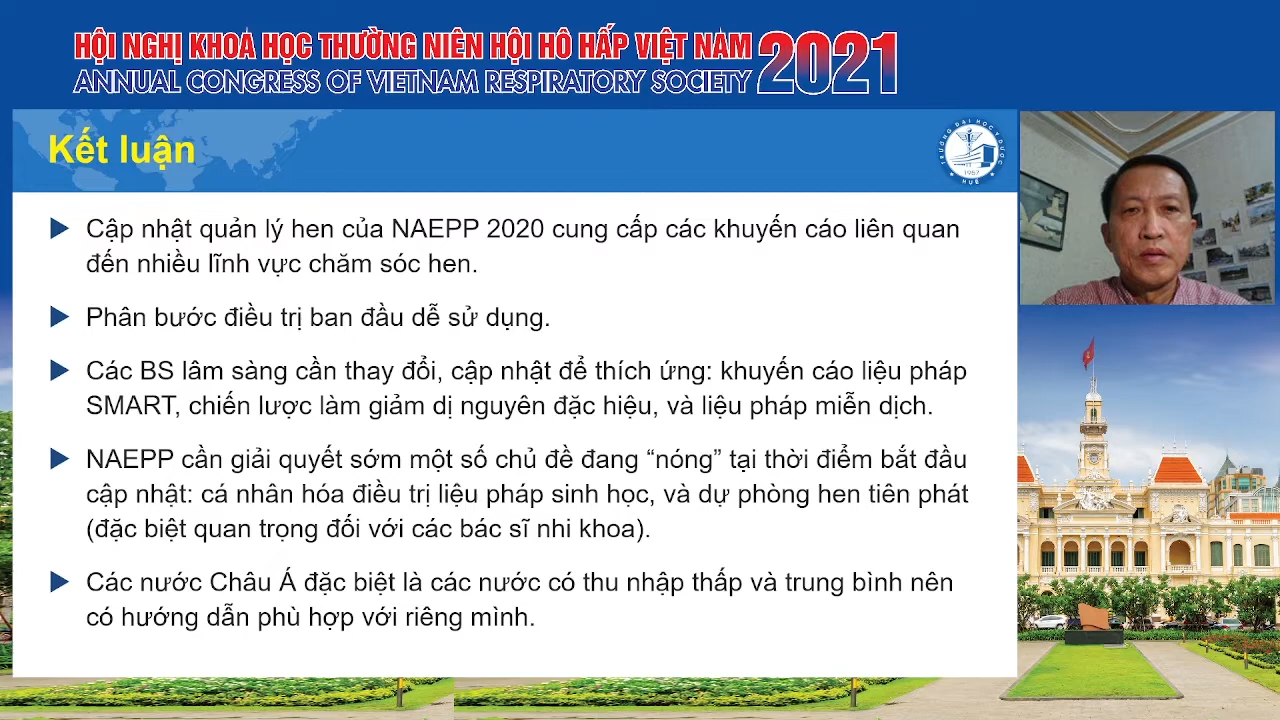 HỘI NGHỊ KHOA HỌC THƯỜNG NIÊN HỘI HÔ HẤP VIỆT NAM 2021
ANNUAL CONGRESS OF VIETNAM RESPIRATORY SOCIETY
Kết luận
TRƯỜNG ĐẠI HỌC Y DƯỢC
1957
HUẾ
Cập nhật quản lý hen của NAEPP 2020 cung cấp các khuyến cáo liên quan
đến nhiều lĩnh vực chăm sóc hen.
Phân bước điều trị ban đầu dễ sử dụng.
Các BS lâm sàng cần thay đổi, cập nhật để thích ứng: khuyến cáo liệu pháp
SMART, chiến lược làm giảm dị nguyên đặc hiệu, và liệu pháp miễn dịch.
NAEPP cần giải quyết sớm một số chủ đề đang “nóng” tại thời điểm bắt đầu
cập nhật: cá nhân hóa điều trị liệu pháp sinh học, và dự phòng hen tiên phát
(đặc biệt quan trọng đối với các bác sĩ nhi khoa).
Các nước Châu Á đặc biệt là các nước có thu nhập thấp và trung bình nên
có hướng dẫn phù hợp với riêng mình.